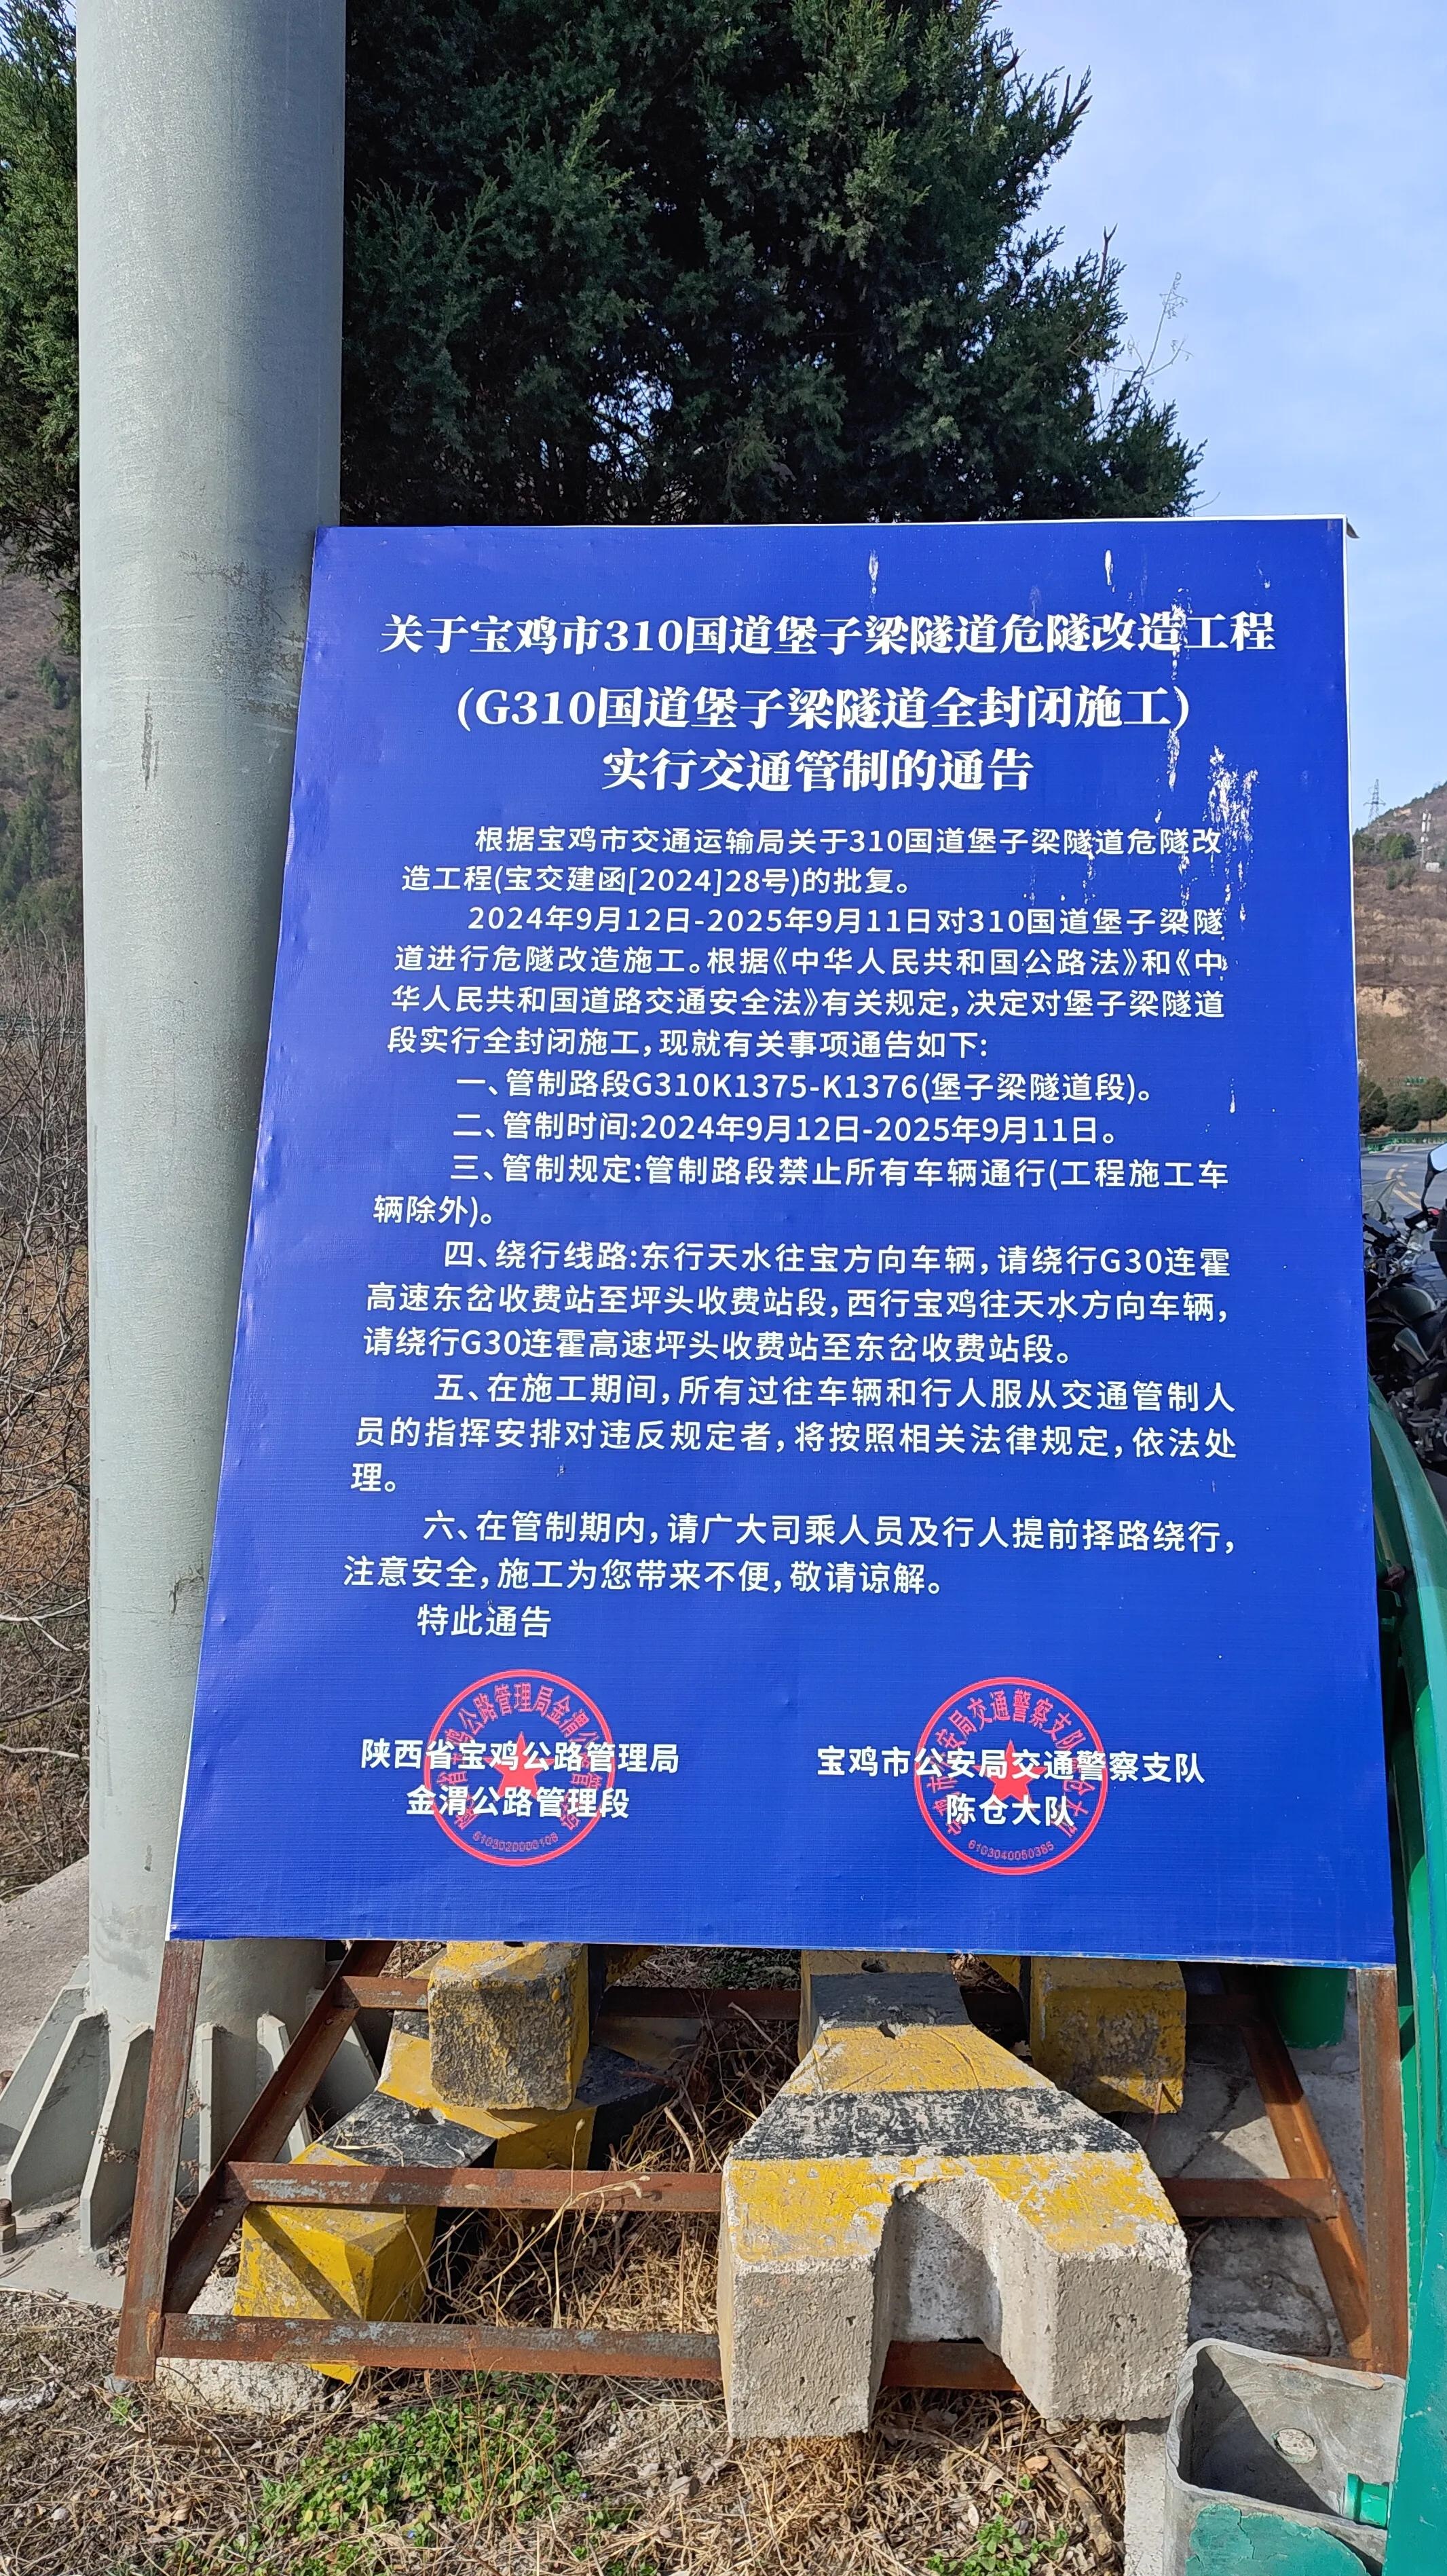 关于宝鸡市310国道堡子梁隧道危隧改造工程
(G310国道堡子梁隧道全封闭施工)
实行交通管制的通告
根据宝鸡市交通运输局关于310国道堡子梁隧道危隧改
造工程(宝交建函[2024]28号)的批复。
2024年9月12日-2025年9月11日对310国道堡子梁隧
道进行危隧改造施工。根据《中华人民共和国公路法》和《中
华人民共和国道路交通安全法》有关规定,决定对堡子梁隧道
段实行全封闭施工,现就有关事项通告如下:
一、管制路段G310K1375-K1376(堡子梁隧道段)。
二、管制时间:2024年9月12日-2025年9月11日。
三、管制规定:管制路段禁止所有车辆通行(工程施工车
辆除外)。
四、绕行线路:东行天水往宝方向车辆,请绕行G30连霍
高速东岔收费站至坪头收费站段,西行宝鸡往天水方向车辆,
请绕行G30连霍高速坪头收费站至东岔收费站段。
五、在施工期间,所有过往车辆和行人服从交通管制人
员的指挥安排对违反规定者,将按照相关法律规定,依法处
理。
六、在管制期内,请广大司乘人员及行人提前择路绕行,
注意安全,施工为您带来不便,敬请谅解。
特此通告
陕西省宝鸡公路管理局
金渭公路管理段
6103020000108
宝鸡市公安局交通警察支队
陈仓大队
6103040050385